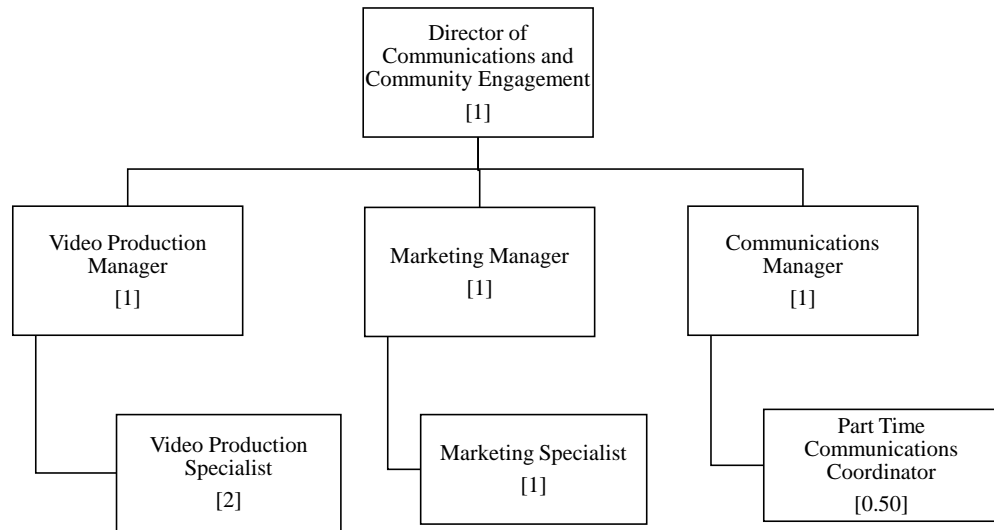 Director of
Communications and
Community Engagement
[1]
Video Production
Manager
[1]
Marketing Manager
[1]
Communications
Manager
[1]
Video Production
Specialist
[2]
Marketing Specialist
[1]
Part Time
Communications
Coordinator
[0.50]